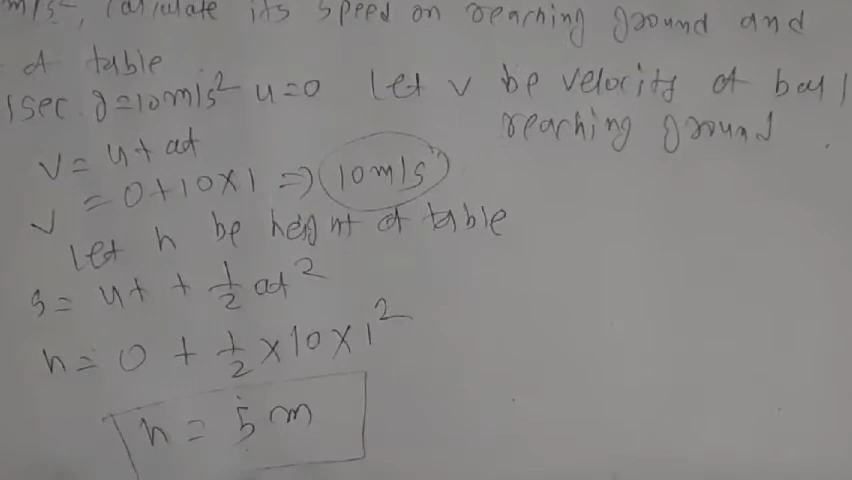 m/s², calculate its speed on reaching ground and
of table
1sec. g=10m/s² u=0 Let v be velocity of ball
reaching ground
v = u + at
v = 0+10×1 => 10m/s
Let h be height of table
s = ut + 1/2 at²
h = 0 + 1/2 × 10 × 1²
h = 5 m